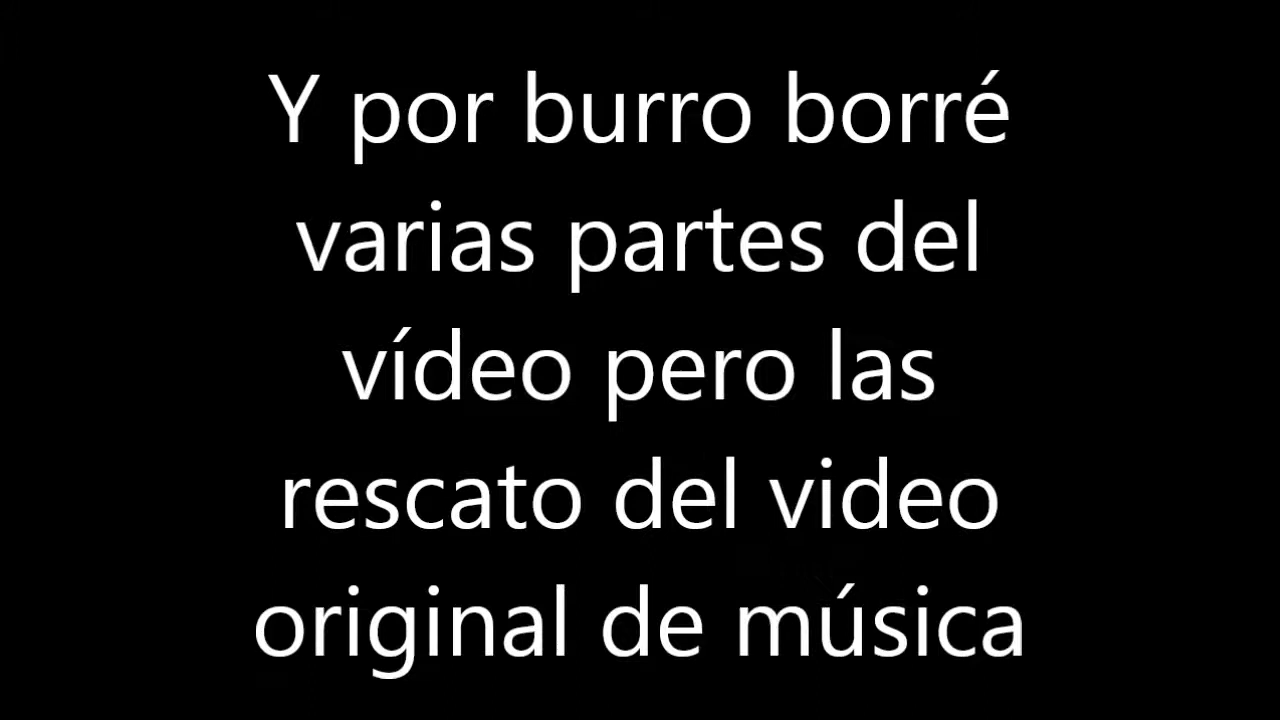 Y por burro borré
varias partes del
vídeo pero las
rescato del video
original de música